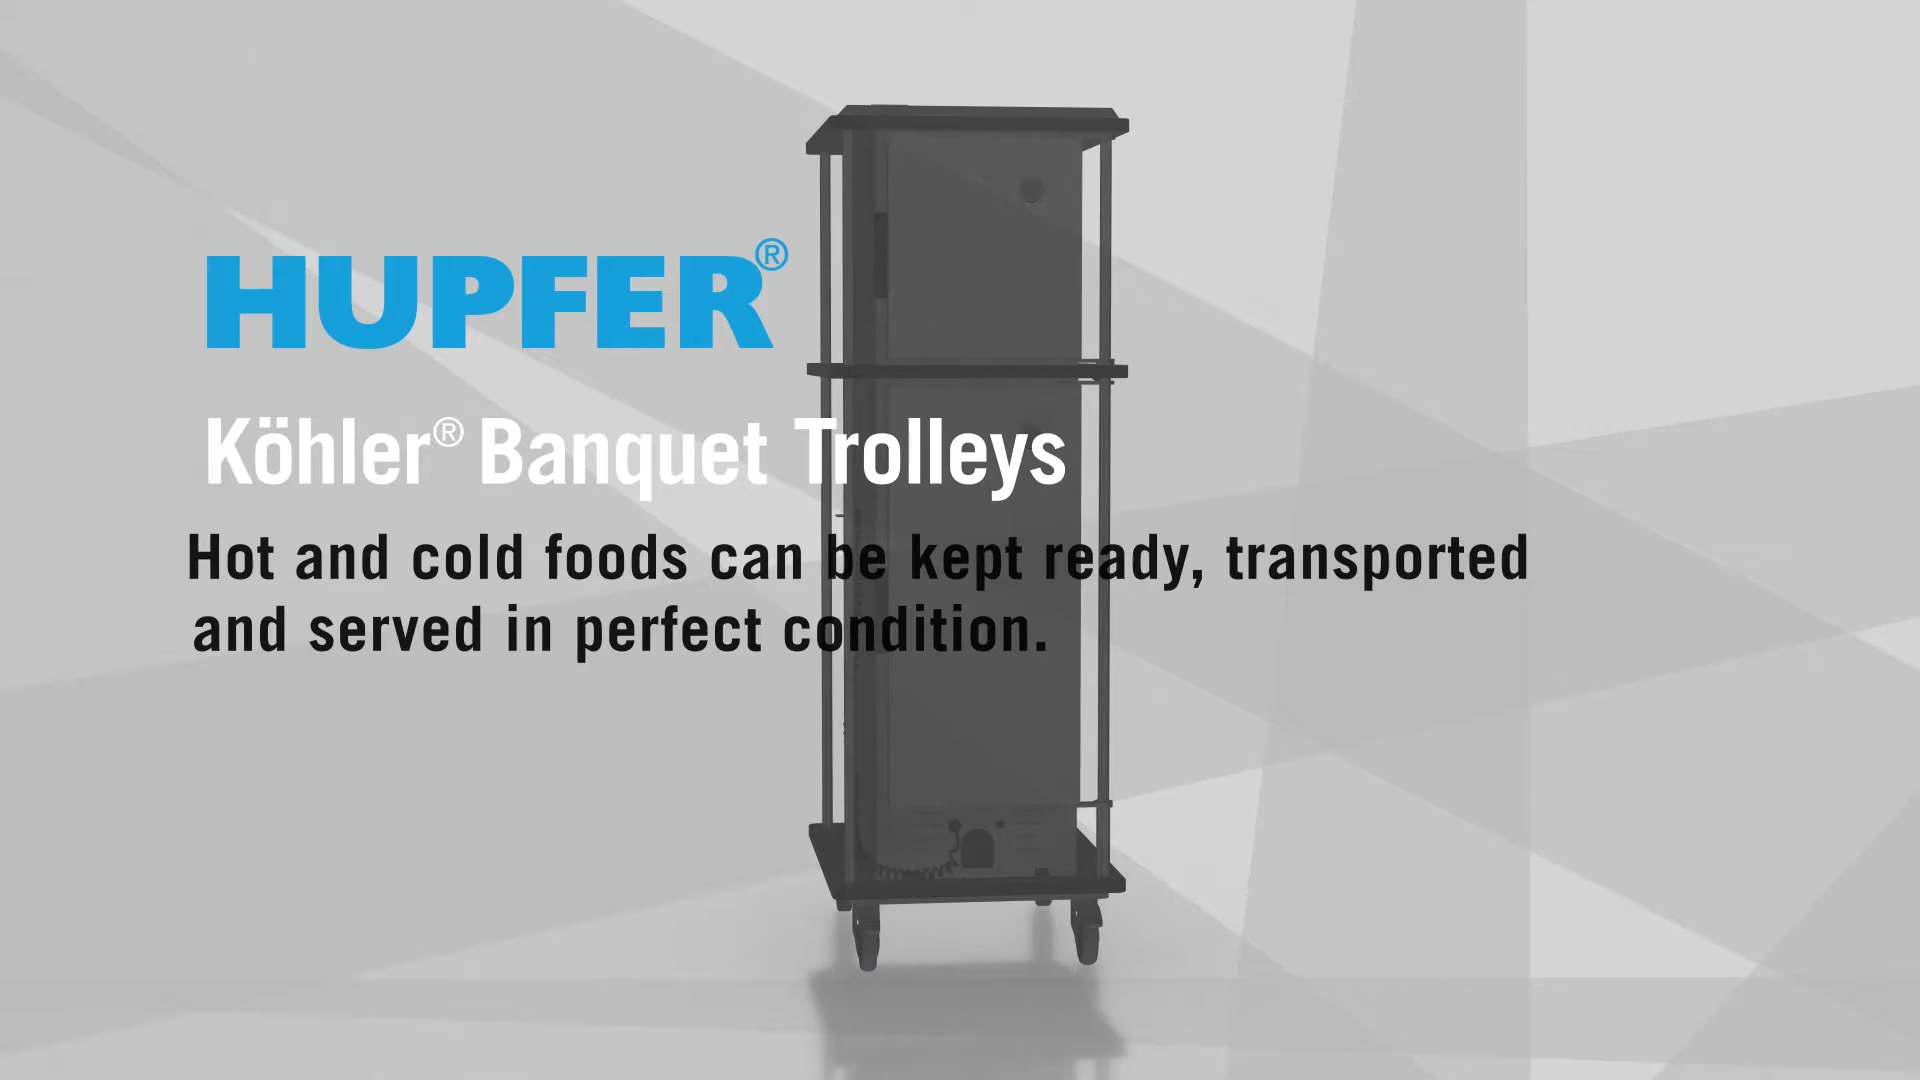 HUPFER®
Köhler® Banquet Trolleys
Hot and cold foods can be kept ready, transported
and served in perfect condition.